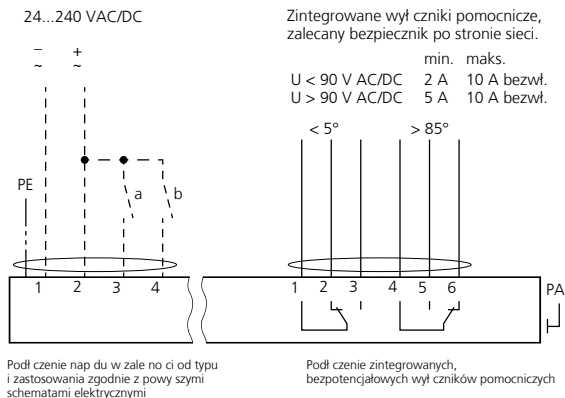 24...240 VAC/DC
– +
~ ~
Zintegrowane wył czniki pomocnicze,
zalecany bezpiecznik po stronie sieci.
min. maks.
U < 90 V AC/DC 2 A 10 A bezwł.
U > 90 V AC/DC 5 A 10 A bezwł.
< 5° > 85°
PE
a b
1 2 3 4
1 2 3 4 5 6
PA
Podł czenie nap du w zale no ci od typu
i zastosowania zgodnie z powy szymi
schematami elektrycznymi
Podł czenie zintegrowanych,
bezpotencjałowych wył czników pomocniczych